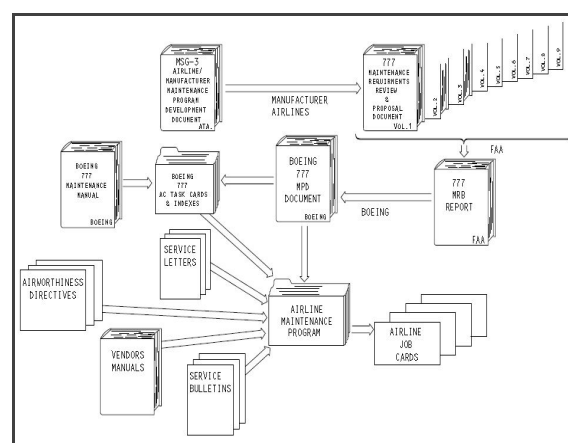 MSG-3
AIRLINE/
MANUFACTURER
MAINTENANCE
PROGRAM
DEVELOPMENT
DOCUMENT
ATA.
MANUFACTURER
AIRLINES
777
MAINTENANCE
REQUIRMENTS
REVIEW
&
PROPOSAL
DOCUMENT
VOL.1
VOL.2
VOL.3
VOL.4
VOL.5
VOL.6
VOL.7
VOL.8
VOL.9
FAA
BOEING
777
MAINTENANCE
MANUAL
BOEING
BOEING
777
AC TASK CARDS
& INDEXES
BOEING
777
MPD
DOCUMENT
BOEING
BOEING
777
MRB
REPORT
FAA
SERVICE
LETTERS
AIRWORTHINESS
DIRECTIVES
AIRLINE
MAINTENANCE
PROGRAM
AIRLINE
JOB
CARDS
VENDORS
MANUALS
SERVICE
BULLETINS